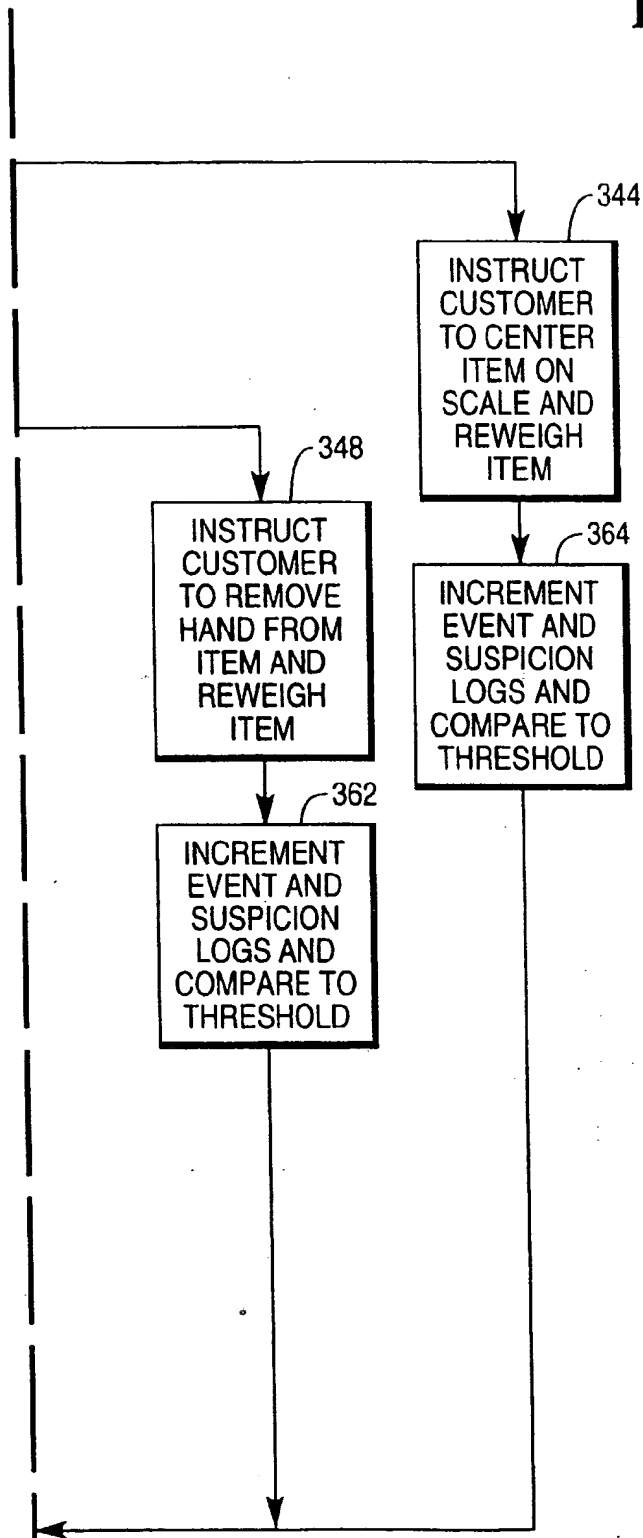 344
INSTRUCT
CUSTOMER
TO CENTER
ITEM ON
SCALE AND
REWEIGH
ITEM
348
INSTRUCT
CUSTOMER
TO REMOVE
HAND FROM
ITEM AND
REWEIGH
ITEM
364
INCREMENT
EVENT AND
SUSPICION
LOGS AND
COMPARE TO
THRESHOLD
362
INCREMENT
EVENT AND
SUSPICION
LOGS AND
COMPARE TO
THRESHOLD